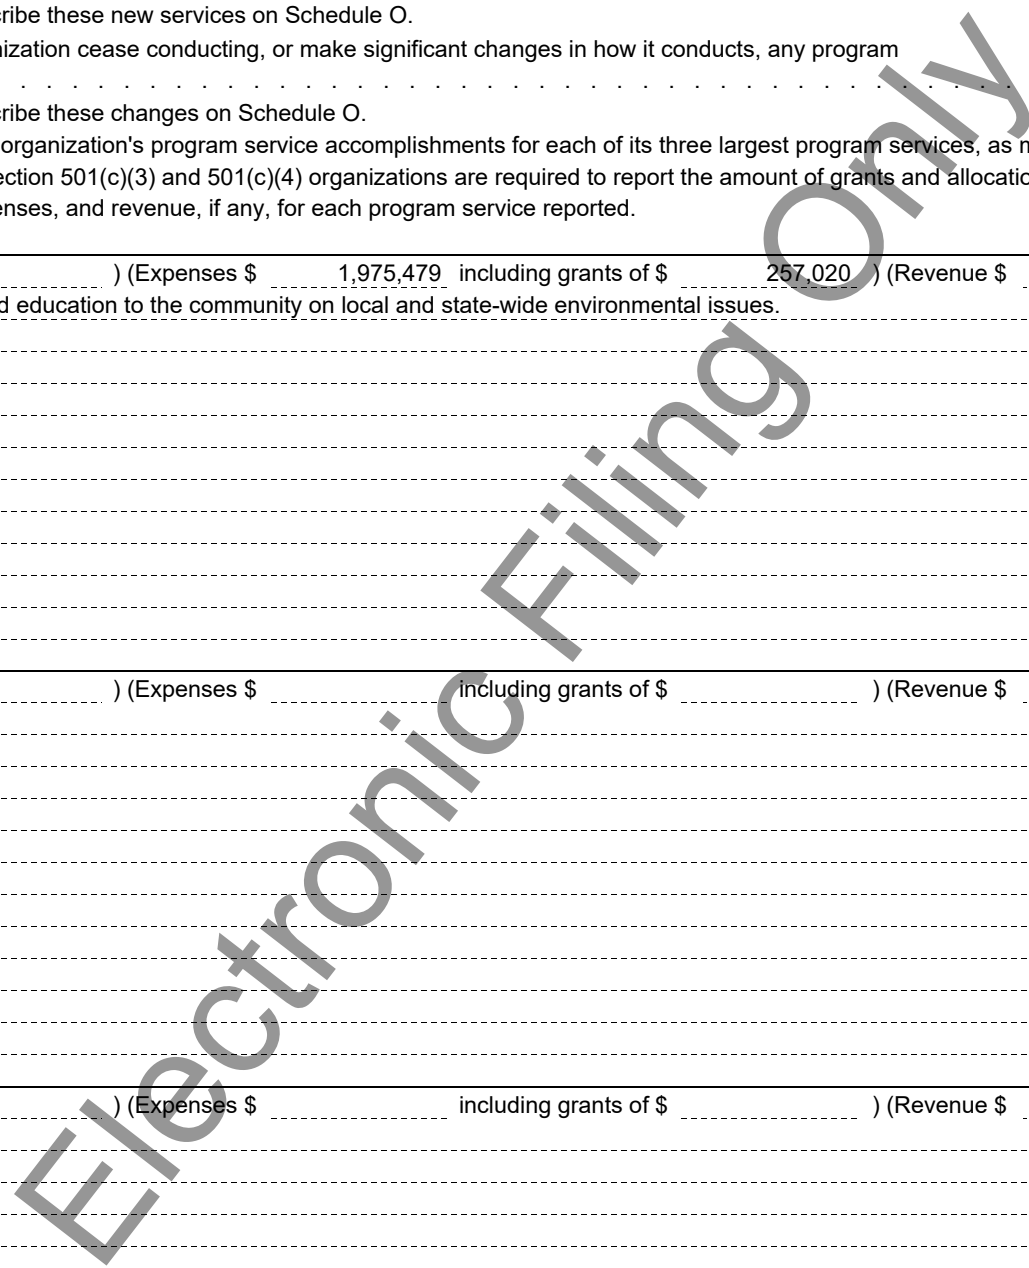 cribe these new services on Schedule O.
nization cease conducting, or make significant changes in how it conducts, any program
. . . . . . . . . . . . . . . . . . . . . . . . . . . . . . . . . . . . . . .
cribe these changes on Schedule O.
organization's program service accomplishments for each of its three largest program services, as m
ection 501(c)(3) and 501(c)(4) organizations are required to report the amount of grants and allocatio
enses, and revenue, if any, for each program service reported.
) (Expenses $ 1,975,479 including grants of $ 257,020 ) (Revenue $
d education to the community on local and state-wide environmental issues.
) (Expenses $ including grants of $ ) (Revenue $
) (Expenses $ including grants of $ ) (Revenue $
Electronic Filing Only